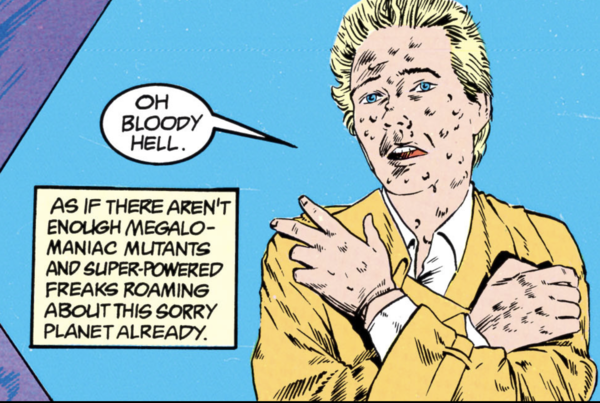 OH
BLOODY
HELL.
AS IF THERE AREN'T
ENOUGH MEGALO-
MANIAC MUTANTS
AND SUPER-POWERED
FREAKS ROAMING
ABOUT THIS SORRY
PLANET ALREADY.